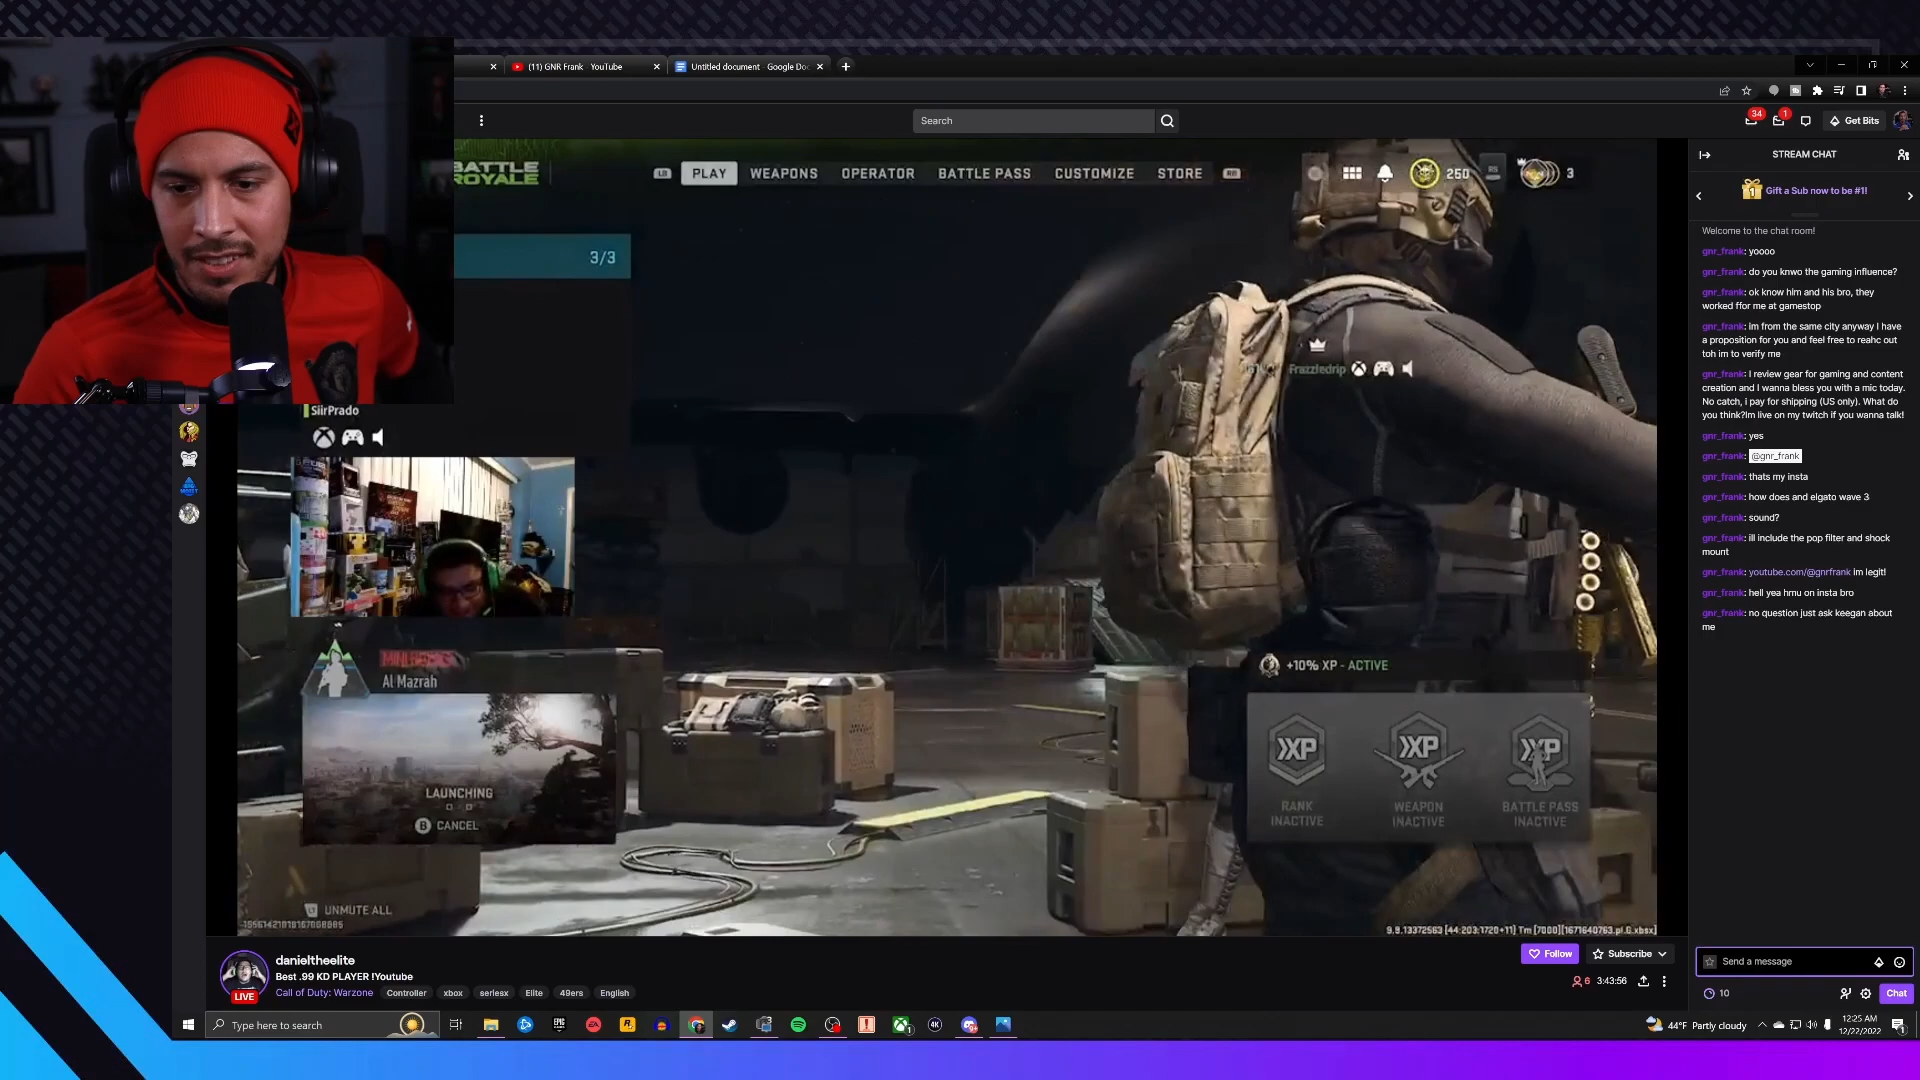 (11) GNR Frank - YouTube
Untitled document - Google Doc
Search
34
1
Get Bits
BATTLE
ROYALE
PLAY
WEAPONS
OPERATOR
BATTLE PASS
CUSTOMIZE
STORE
250
3
3/3
Frazzledrip
SiirPrado
Al Mazrah
LAUNCHING
B CANCEL
UNMUTE ALL
+10% XP - ACTIVE
XP
XP
XP
RANK
INACTIVE
WEAPON
INACTIVE
BATTLE PASS
INACTIVE
STREAM CHAT
1
Gift a Sub now to be #1!
Welcome to the chat room!
gnr_frank: yoooo
gnr_frank: do you knwo the gaming influence?
gnr_frank: ok know him and his bro, they
worked ffor me at gamestop
gnr_frank: im from the same city anyway I have
a proposition for you and feel free to reahc out
toh im to verify me
gnr_frank: I review gear for gaming and content
creation and I wanna bless you with a mic today.
No catch, i pay for shipping (US only). What do
you think?Im live on my twitch if you wanna talk!
gnr_frank: yes
gnr_frank: @gnr_frank
gnr_frank: thats my insta
gnr_frank: how does and elgato wave 3
gnr_frank: sound?
gnr_frank: ill include the pop filter and shock
mount
gnr_frank: youtube.com/@gnrfrank Im legit!
gnr_frank: hell yea hmu on insta bro
gnr_frank: no question just ask keegan about
me
Send a message
10
Chat
danieltheelite
Best .99 KD PLAYER !Youtube
LIVE
Call of Duty: Warzone
Controller
xbox
seriesx
Elite
49ers
English
Follow
Subscribe
6
3:43:56
Type here to search
EPIC
EA
4K
44°F Partly cloudy
12:25 AM
12/22/2022